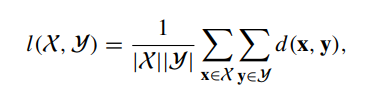 l(𝒳, 𝒴) = 1/(|𝒳||𝒴|) ∑_{𝐱∈𝒳} ∑_{𝐲∈𝒴} d(𝐱, 𝐲),